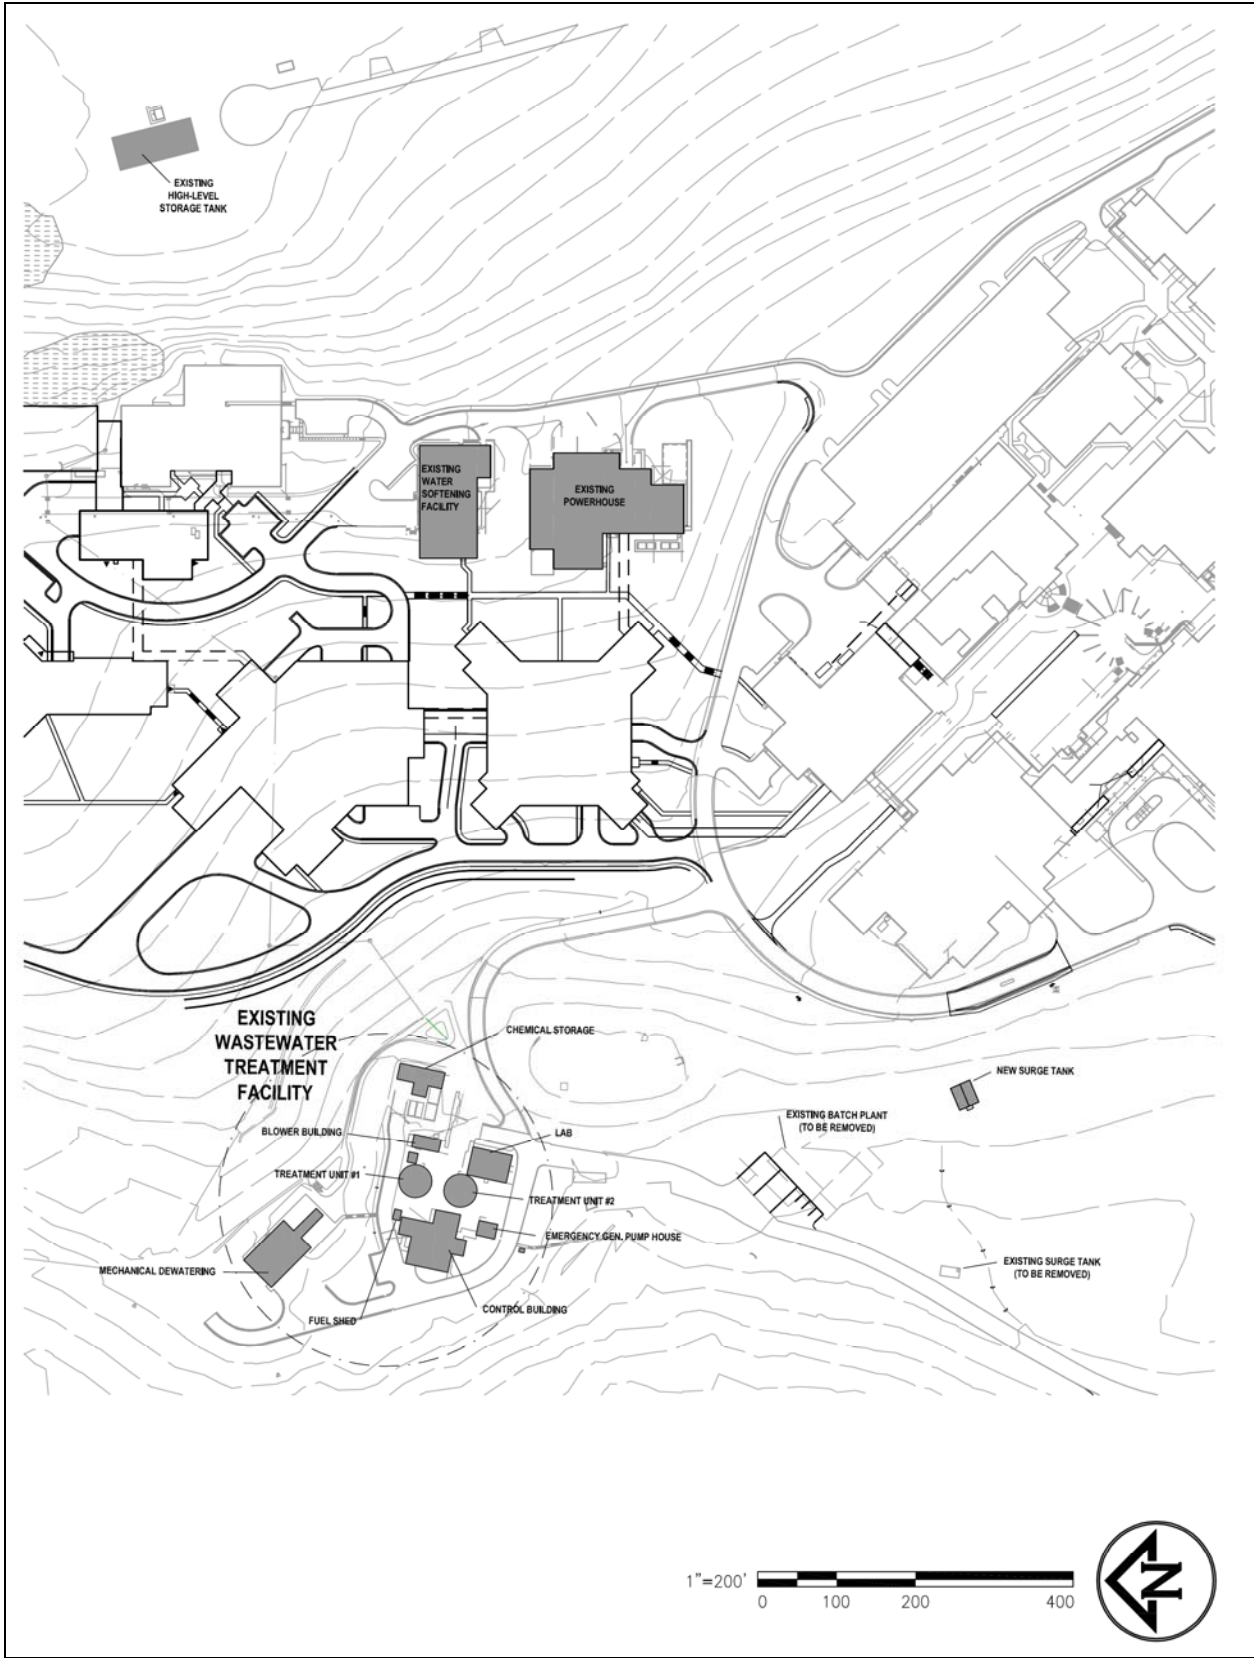 EXISTING
HIGH-LEVEL
STORAGE TANK
EXISTING
WATER
SOFTENING
FACILITY
EXISTING
POWERHOUSE
EXISTING
WASTEWATER
TREATMENT
FACILITY
CHEMICAL STORAGE
NEW SURGE TANK
EXISTING BATCH PLANT
(TO BE REMOVED)
BLOWER BUILDING
LAB
TREATMENT UNIT #1
TREATMENT UNIT #2
EMERGENCY GEN. PUMP HOUSE
MECHANICAL DEWATERING
EXISTING SURGE TANK
(TO BE REMOVED)
CONTROL BUILDING
FUEL SHED
1"=200'
0 100 200 400
N